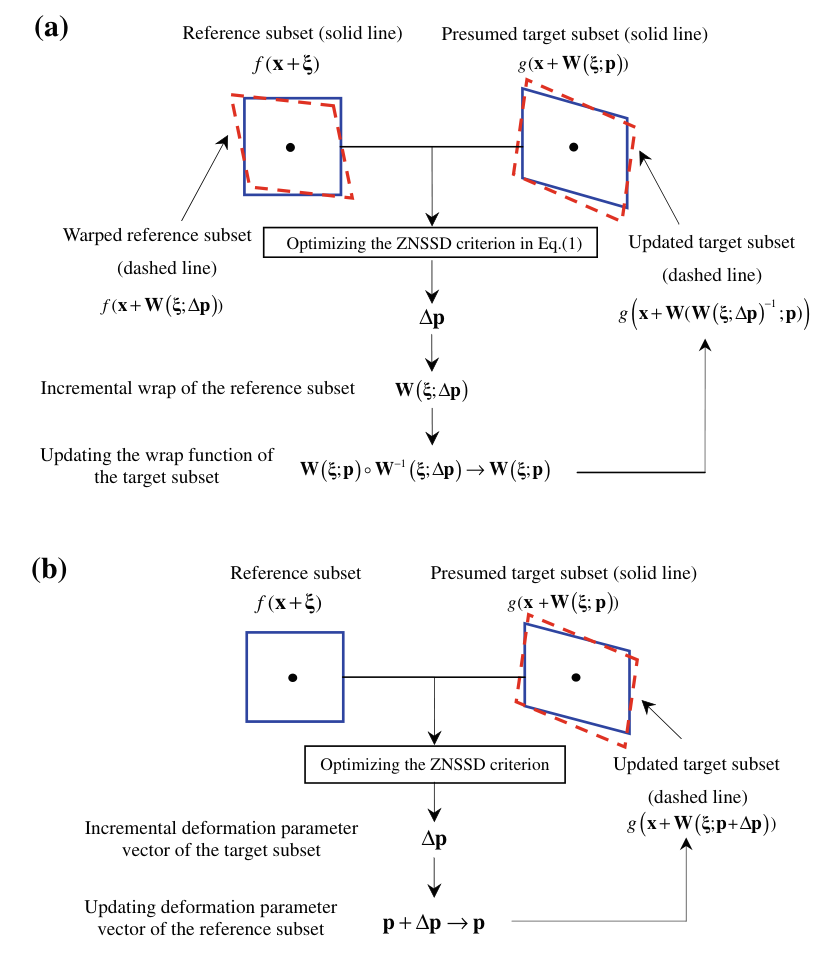 (a)
Reference subset (solid line)
f(x+ξ)
Presumed target subset (solid line)
g(x+W(ξ;p))
Warped reference subset
(dashed line)
f(x+W(ξ;Δp))
Optimizing the ZNSSD criterion in Eq.(1)
Updated target subset
(dashed line)
g(x+W(W(ξ;Δp)⁻¹;p))
Δp
Incremental wrap of the reference subset
W(ξ;Δp)
Updating the wrap function of
the target subset
W(ξ;p)∘W⁻¹(ξ;Δp)→W(ξ;p)
(b)
Reference subset
f(x+ξ)
Presumed target subset (solid line)
g(x+W(ξ;p))
Optimizing the ZNSSD criterion
Updated target subset
(dashed line)
g(x+W(ξ;p+Δp))
Incremental deformation parameter
vector of the target subset
Δp
Updating deformation parameter
vector of the reference subset
p+Δp→p